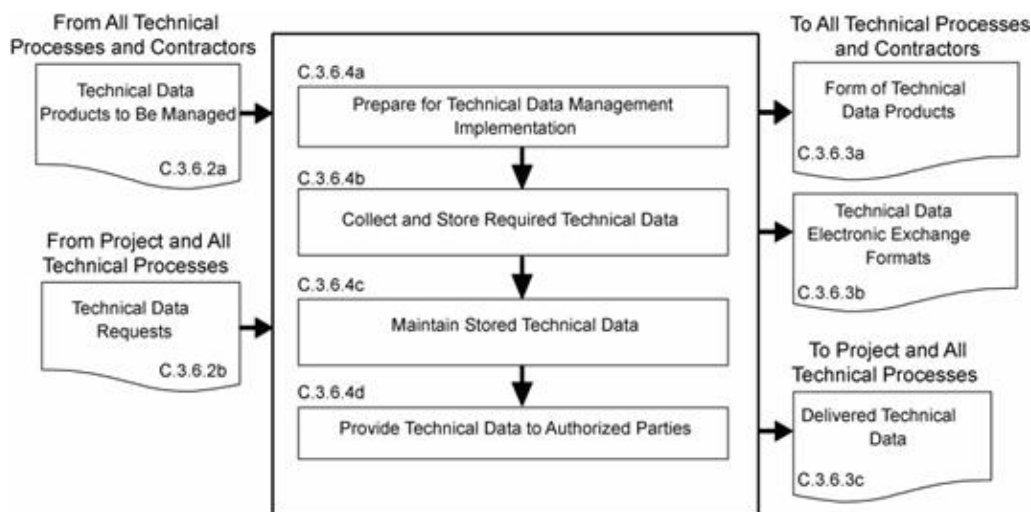 From All Technical
Processes and Contractors
Technical Data
Products to Be Managed
C.3.6.2a
From Project and All
Technical Processes
Technical Data
Requests
C.3.6.2b
C.3.6.4a
Prepare for Technical Data Management
Implementation
C.3.6.4b
Collect and Store Required Technical Data
C.3.6.4c
Maintain Stored Technical Data
C.3.6.4d
Provide Technical Data to Authorized Parties
To All Technical Processes
and Contractors
Form of Technical
Data Products
C.3.6.3a
Technical Data
Electronic Exchange
Formats
C.3.6.3b
To Project and All
Technical Processes
Delivered Technical
Data
C.3.6.3c